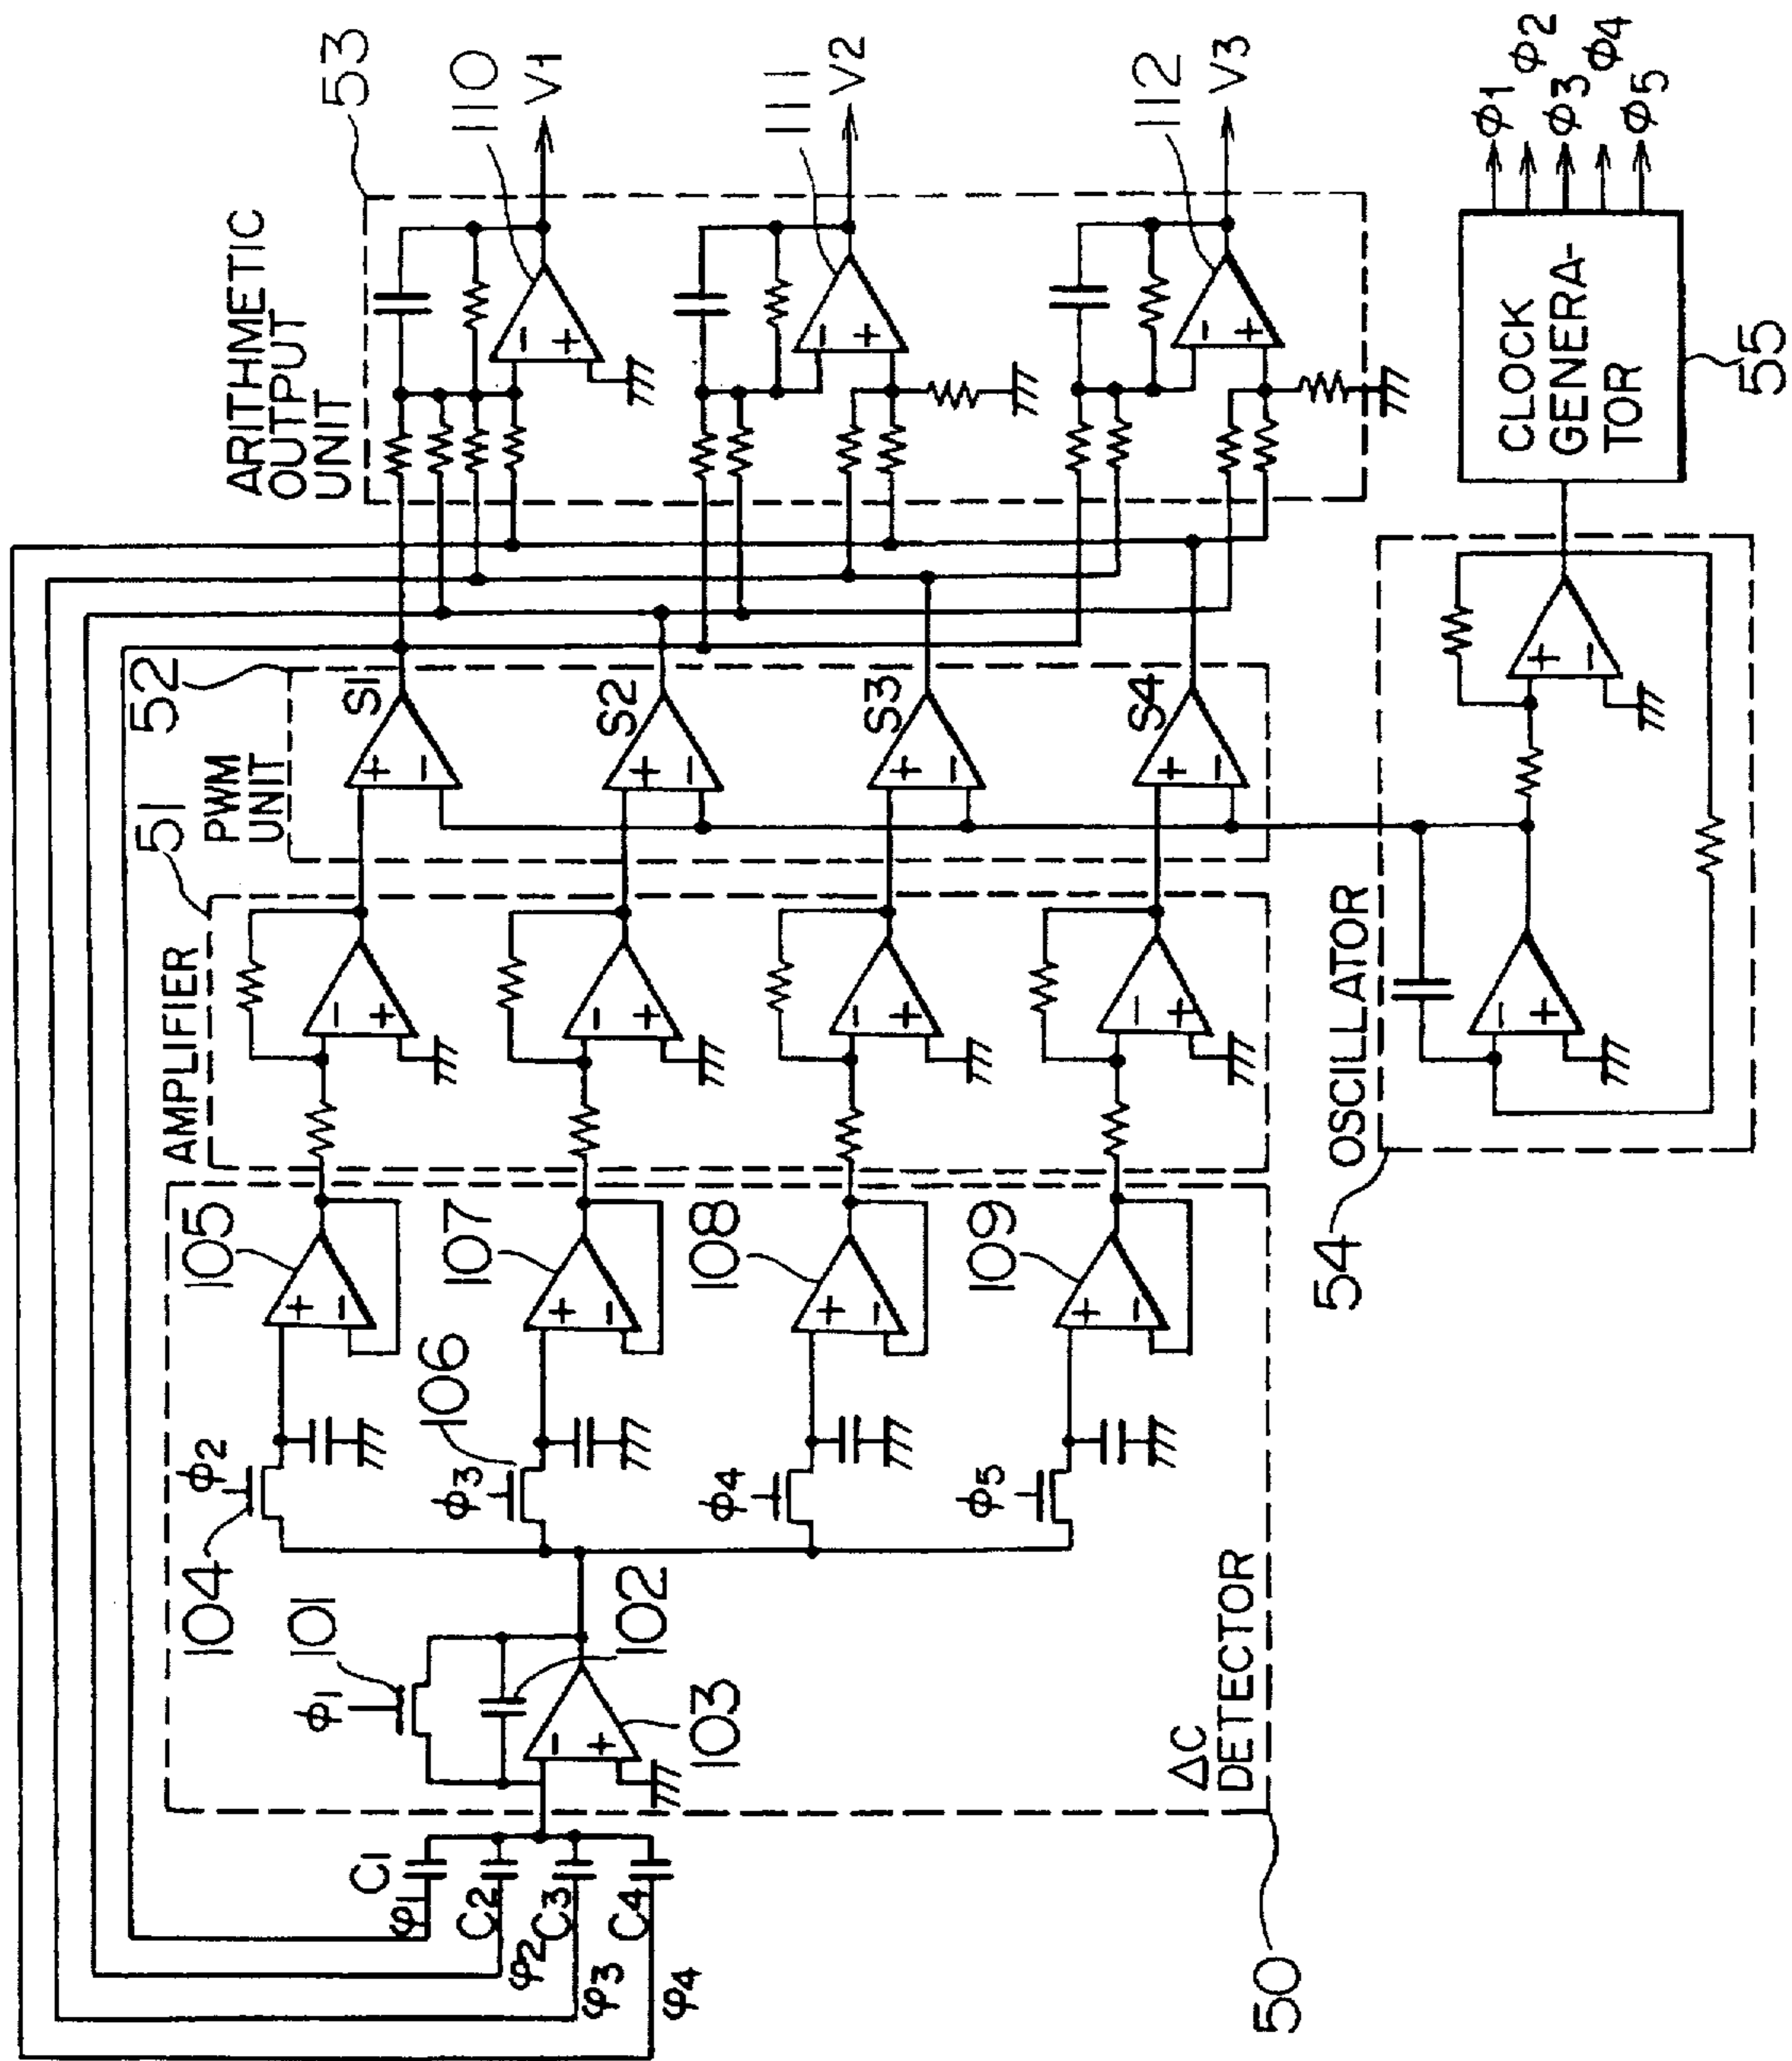 ARITHMETIC
OUTPUT
UNIT
53
110
V1
111
V2
112
V3
52
PWM
UNIT
51
S1
S2
S3
S4
AMPLIFIER
105
107
108
109
106
104
ϕ2
ϕ3
ϕ4
ϕ5
101
ϕ1
102
103
ΔC
DETECTOR
50
C1
φ1
C2
φ2
C3
φ3
C4
φ4
OSCILLATOR
54
CLOCK
GENERA-
TOR
55
ϕ1
ϕ2
ϕ3
ϕ4
ϕ5
+
−
+
−
+
−
+
−
+
−
+
−
+
−
+
−
+
−
+
−
+
−
+
−
+
−
+
−
+
−
+
−
+
−
+
−